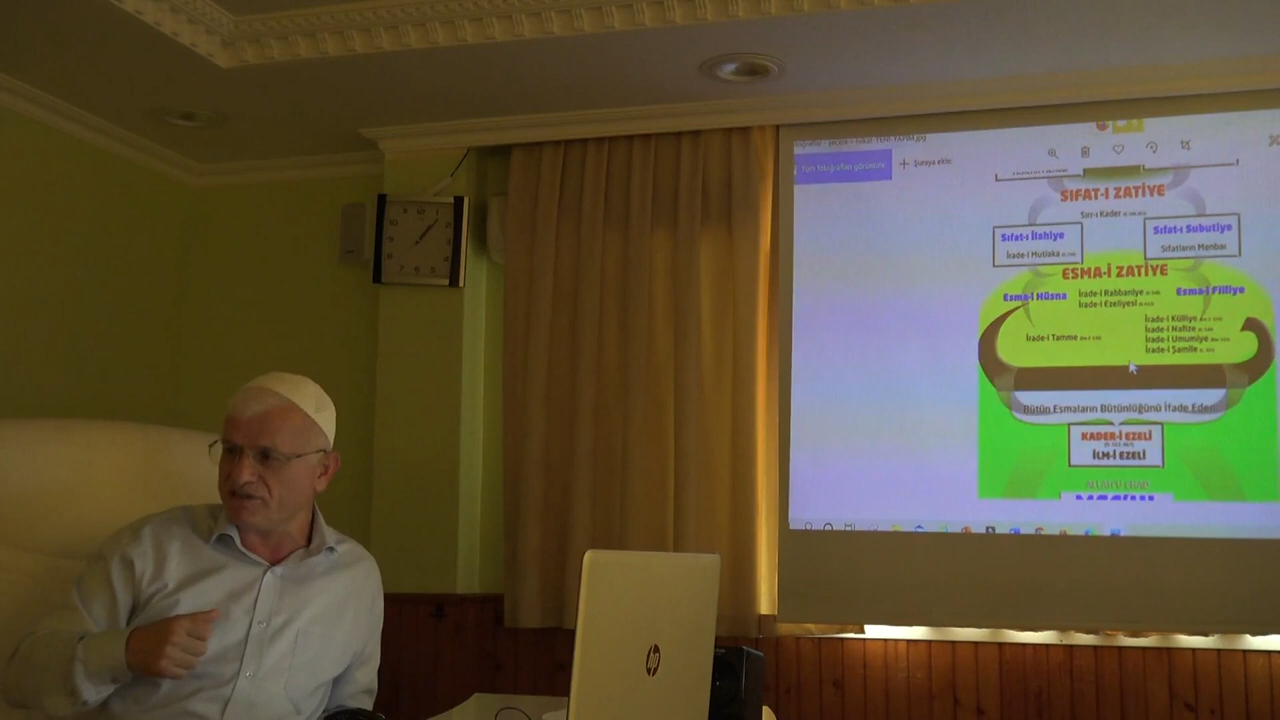 Tüm fotoğrafları görüntüle
Şuraya ekle:
SIFAT-I ZATİYE
Sırr-ı Kader
Sıfat-ı İlahiye
İrade-i Mutlaka
Sıfat-ı Subutiye
Sıfatların Menbaı
ESMA-İ ZATİYE
Esma-i Hüsna
İrade-i Rabbaniye
İrade-i Ezeliyesi
Esma-i Fiiliye
İrade-i Tamme
İrade-i Külliye
İrade-i Nafize
İrade-i Umumiye
İrade-i Şamile
Bütün Esmaların Bütünlüğünü İfade Eden
KADER-İ EZELİ
İLM-İ EZELİ
hp